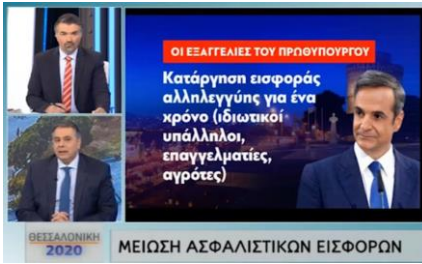 ΟΙ ΕΞΑΓΓΕΛΙΕΣ ΤΟΥ ΠΡΩΘΥΠΟΥΡΓΟΥ
Κατάργηση εισφοράς
αλληλεγγύης για ένα
χρόνο (ιδιωτικοί
υπάλληλοι,
επαγγελματίες,
αγρότες)
ΘΕΣΣΑΛΟΝΙΚΗ
2020
ΜΕΙΩΣΗ ΑΣΦΑΛΙΣΤΙΚΩΝ ΕΙΣΦΟΡΩΝ